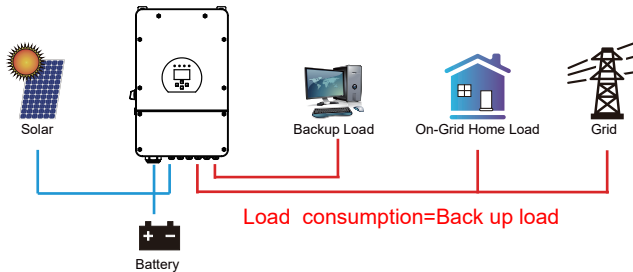 Solar
Backup Load
On-Grid Home Load
Grid
Load consumption=Back up load
+ -
Battery